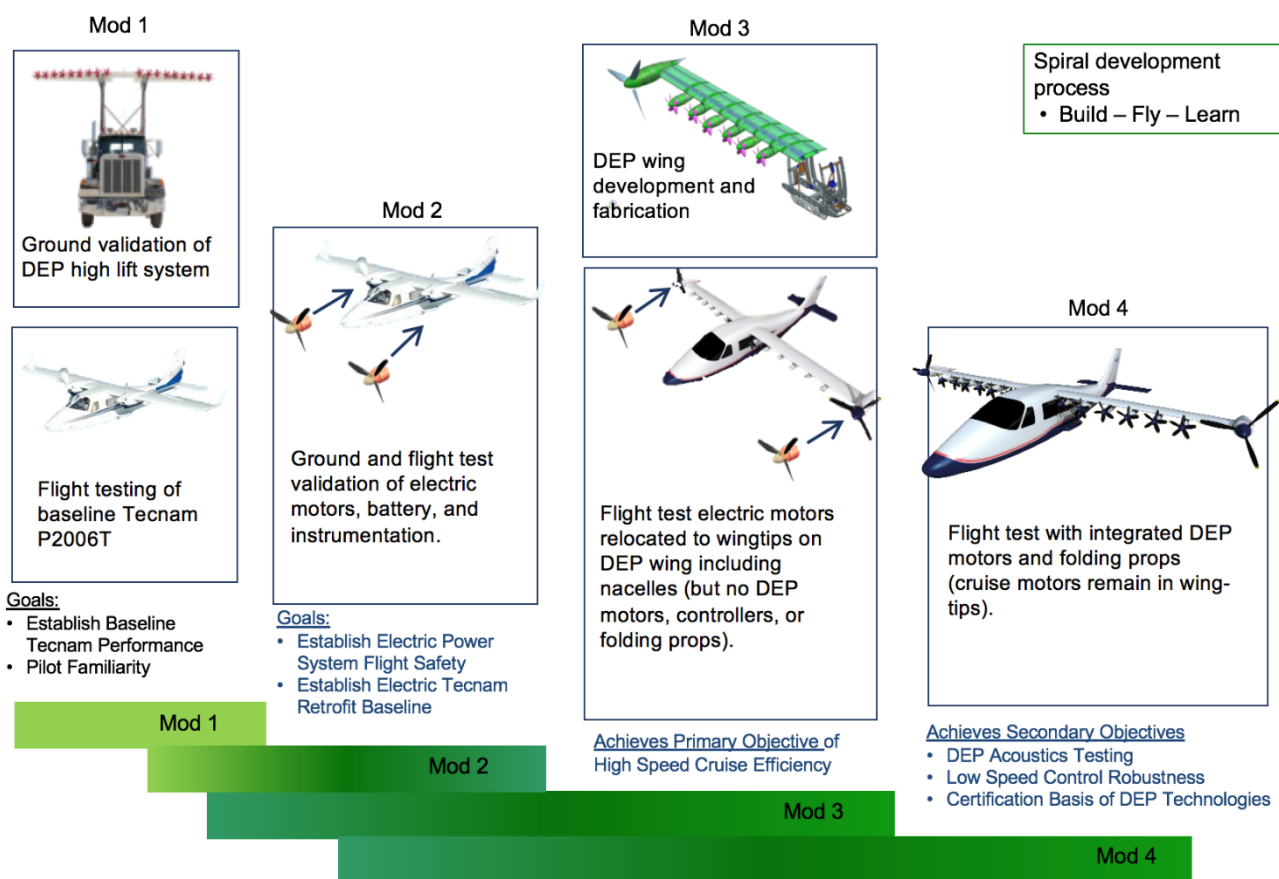 Mod 1
Ground validation of
DEP high lift system
Flight testing of
baseline Tecnam
P2006T
Goals:
• Establish Baseline
Tecnam Performance
• Pilot Familiarity
Mod 2
Ground and flight test
validation of electric
motors, battery, and
instrumentation.
Goals:
• Establish Electric Power
System Flight Safety
• Establish Electric Tecnam
Retrofit Baseline
Mod 3
DEP wing
development and
fabrication
Flight test electric motors
relocated to wingtips on
DEP wing including
nacelles (but no DEP
motors, controllers, or
folding props).
Achieves Primary Objective of
High Speed Cruise Efficiency
Spiral development
process
• Build – Fly – Learn
Mod 4
Flight test with integrated DEP
motors and folding props
(cruise motors remain in wing-
tips).
Achieves Secondary Objectives
• DEP Acoustics Testing
• Low Speed Control Robustness
• Certification Basis of DEP Technologies
Mod 1
Mod 2
Mod 3
Mod 4